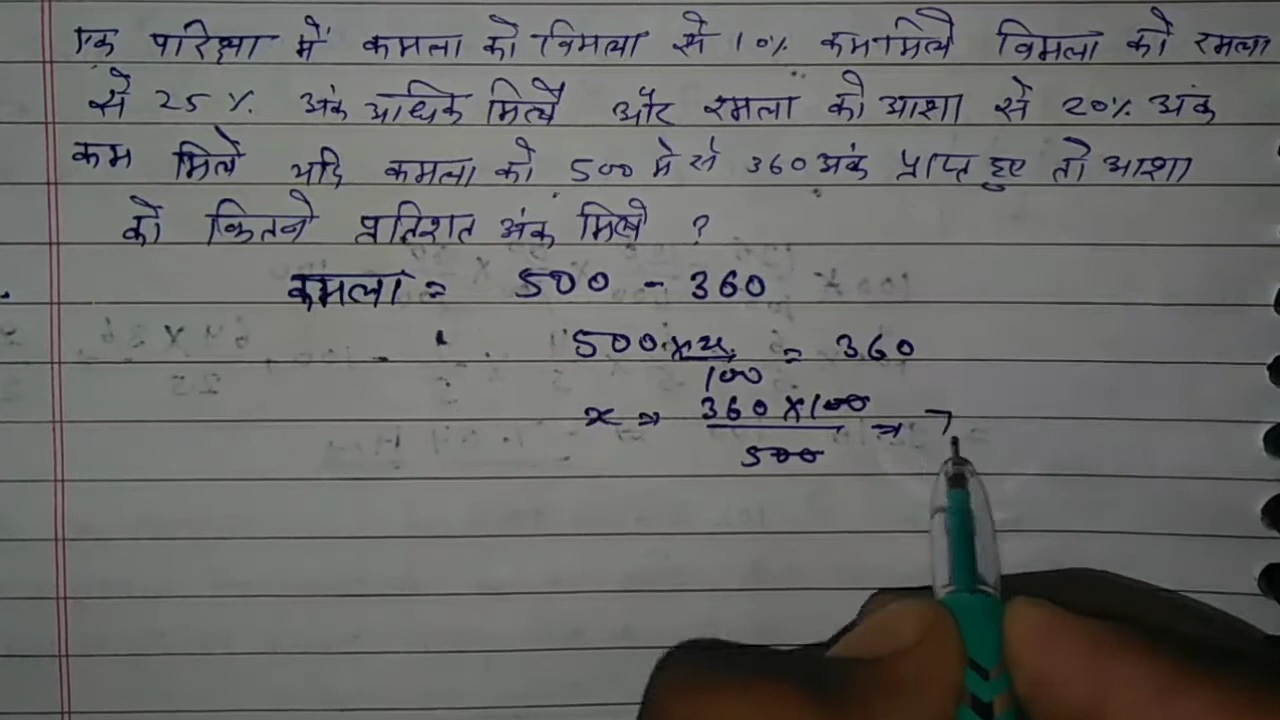 एक परिक्षा में कमला को विमला से 10% कम मिले विमला को रमला
से 25% अंक अधिक मिले और रमला को आशा से 20% अंक
कम मिले यदि कमला को 500 मे से 360 अंक प्राप्त हुए तो आशा
को कितने प्रतिशत अंक मिले ?
कमला = 500 - 360
500 × x = 360
100
x ⇒ 360 × 100 ⇒ 7
500